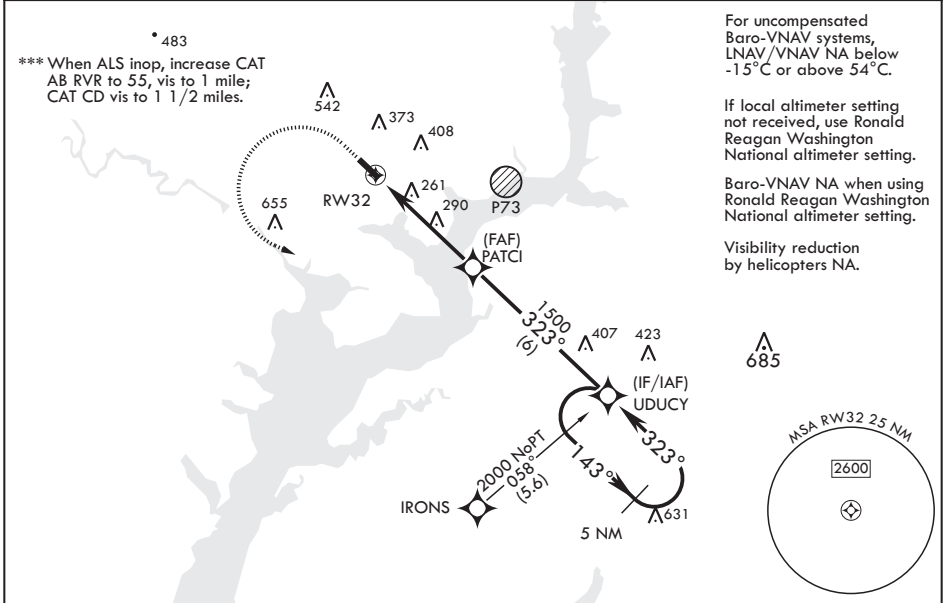 483
*** When ALS inop, increase CAT
AB RVR to 55, vis to 1 mile;
CAT CD vis to 1 1/2 miles.
For uncompensated
Baro-VNAV systems,
LNAV/VNAV NA below
-15°C or above 54°C.
If local altimeter setting
not received, use Ronald
Reagan Washington
National altimeter setting.
Baro-VNAV NA when using
Ronald Reagan Washington
National altimeter setting.
Visibility reduction
by helicopters NA.
542
373
408
RW32
261
290
P73
655
(FAF)
PATCI
1500
323°
(6)
407
423
685
(IF/IAF)
UDUCY
2000 NoPT
058°
(5.6)
143°
323°
IRONS
5 NM
631
MSA RW32 25 NM
2600